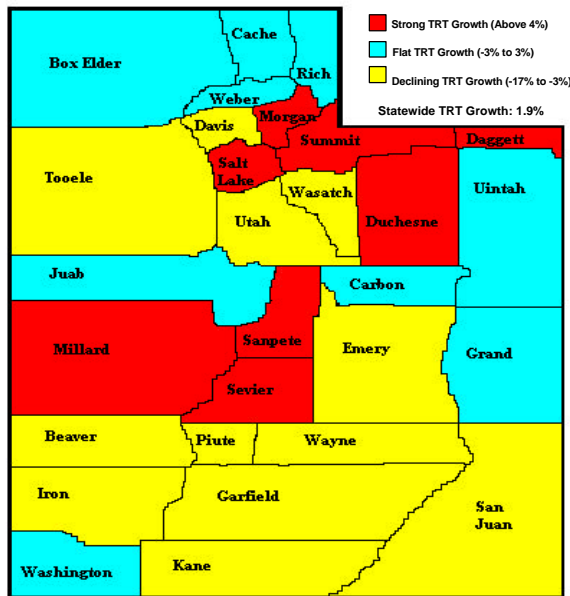 Strong TRT Growth (Above 4%)
Flat TRT Growth (-3% to 3%)
Declining TRT Growth (-17% to -3%)
Statewide TRT Growth: 1.9%
Cache
Box Elder
Rich
Weber
Morgan
Davis
Summit
Daggett
Salt
Lake
Tooele
Wasatch
Uintah
Utah
Duchesne
Juab
Carbon
Sanpete
Millard
Emery
Grand
Sevier
Beaver
Piute
Wayne
Iron
Garfield
San
Juan
Kane
Washington